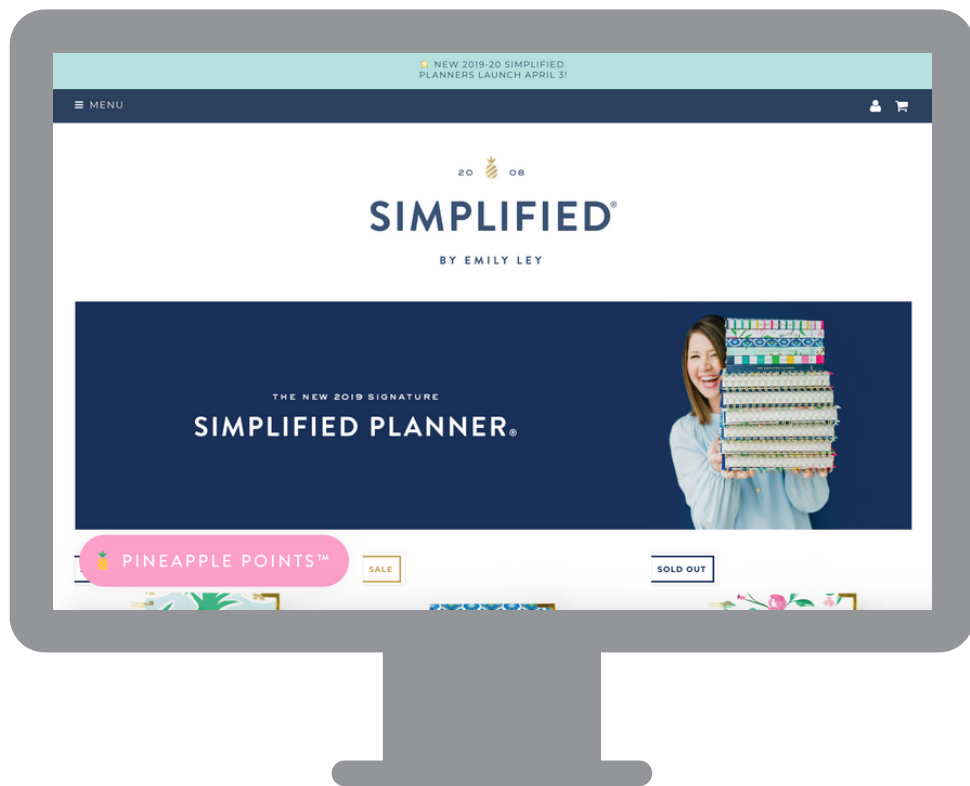 NEW 2019-20 SIMPLIFIED
PLANNERS LAUNCH APRIL 3!
MENU
20 08
SIMPLIFIED®
BY EMILY LEY
THE NEW 2019 SIGNATURE
SIMPLIFIED PLANNER®
PINEAPPLE POINTS™
SALE
SOLD OUT